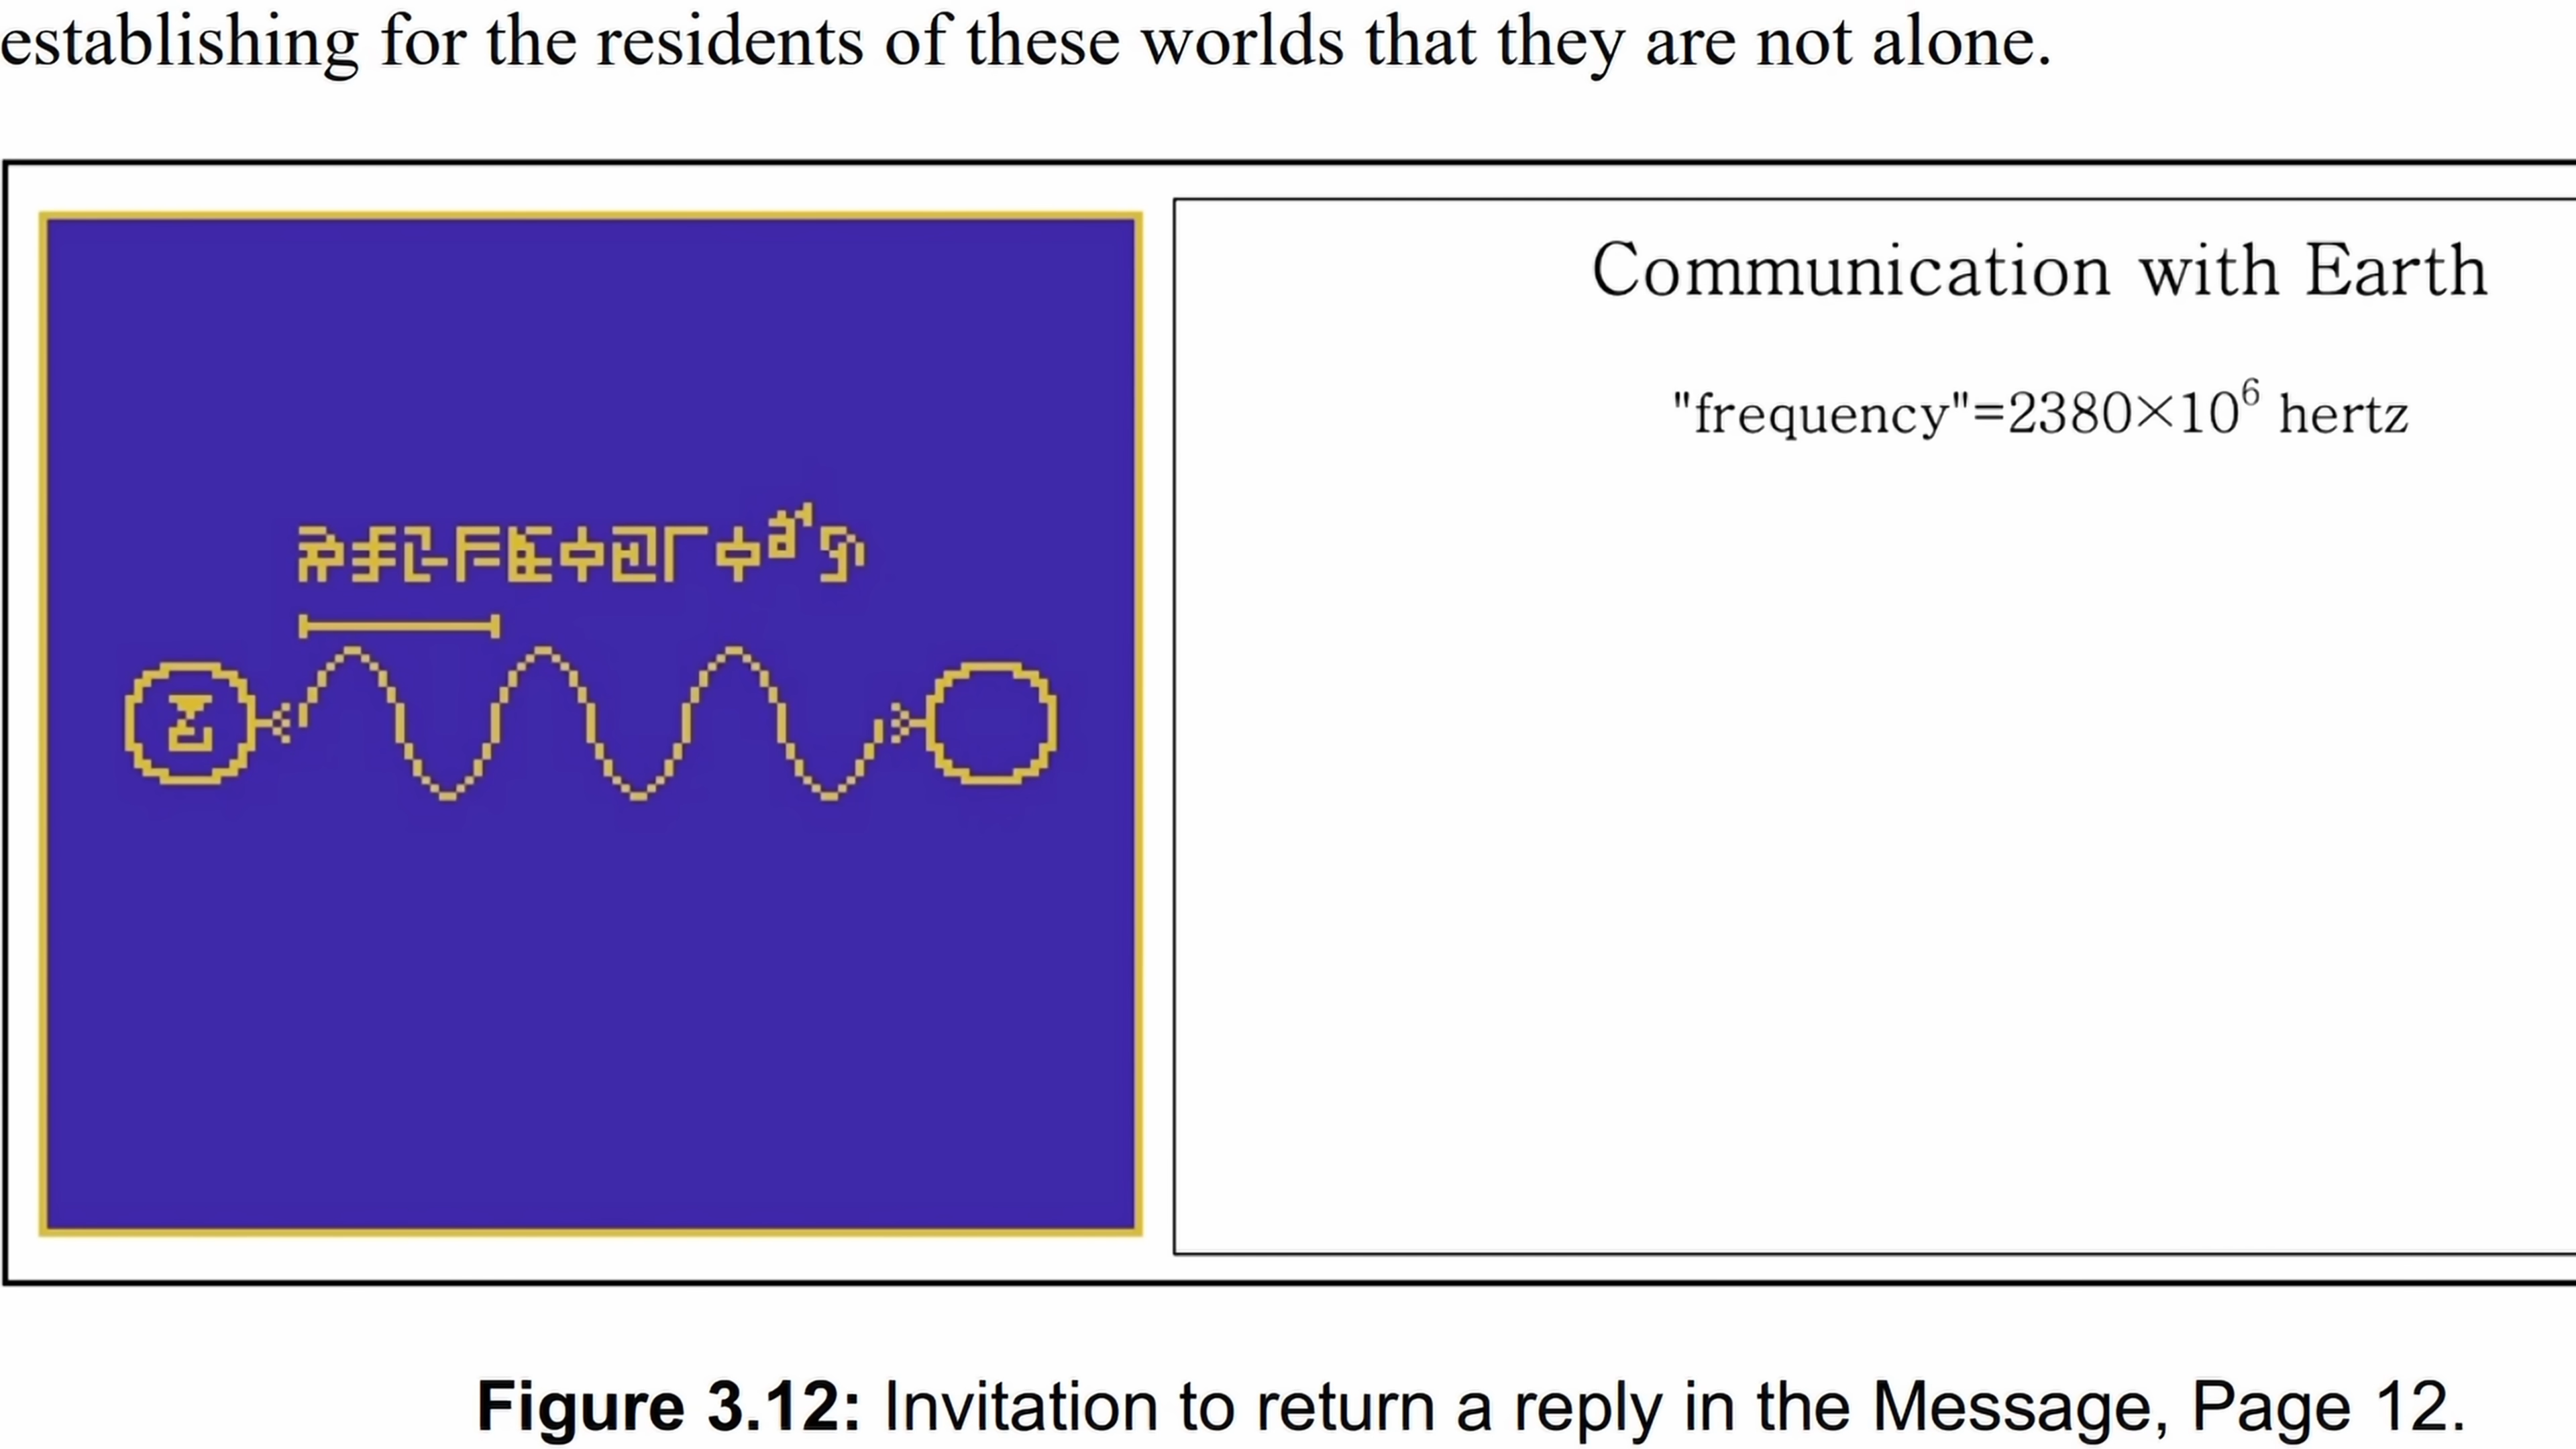 establishing for the residents of these worlds that they are not alone.
Communication with Earth
"frequency"=2380×10⁶ hertz
Figure 3.12: Invitation to return a reply in the Message, Page 12.